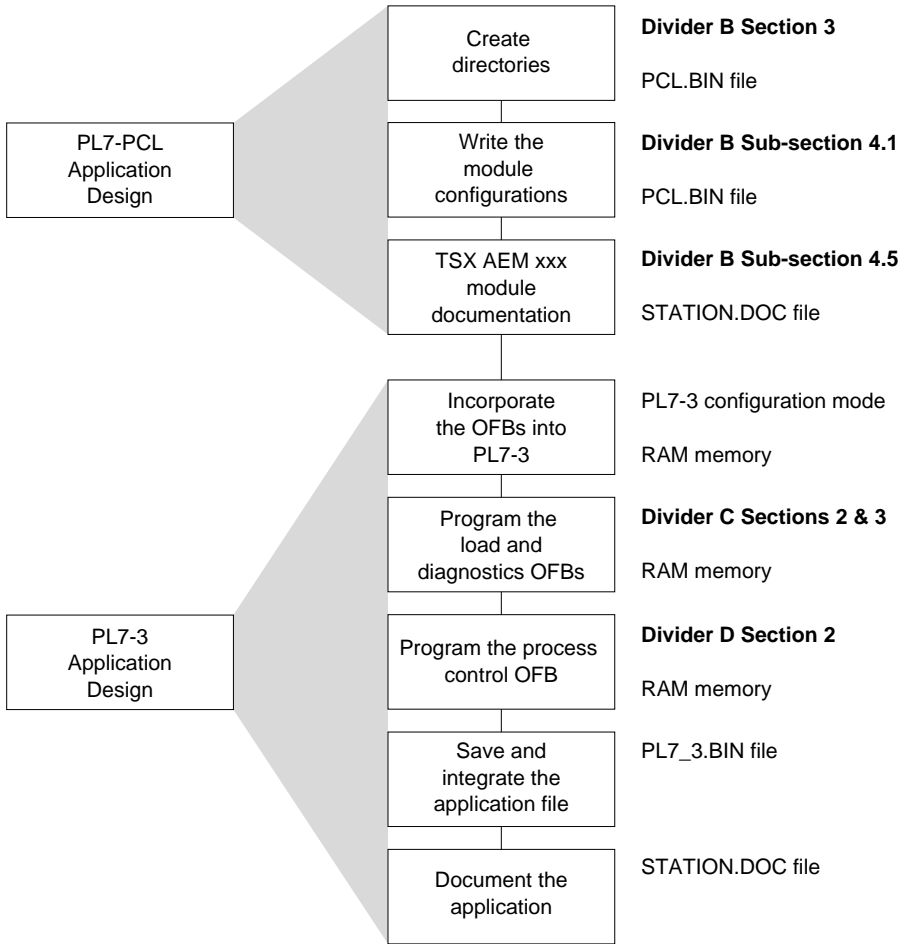 PL7-PCL
Application
Design
Create
directories
Divider B Section 3
PCL.BIN file
Write the
module
configurations
Divider B Sub-section 4.1
PCL.BIN file
TSX AEM xxx
module
documentation
Divider B Sub-section 4.5
STATION.DOC file
PL7-3
Application
Design
Incorporate
the OFBs into
PL7-3
PL7-3 configuration mode
RAM memory
Program the
load and
diagnostics OFBs
Divider C Sections 2 & 3
RAM memory
Program the process
control OFB
Divider D Section 2
RAM memory
Save and
integrate the
application file
PL7_3.BIN file
Document the
application
STATION.DOC file